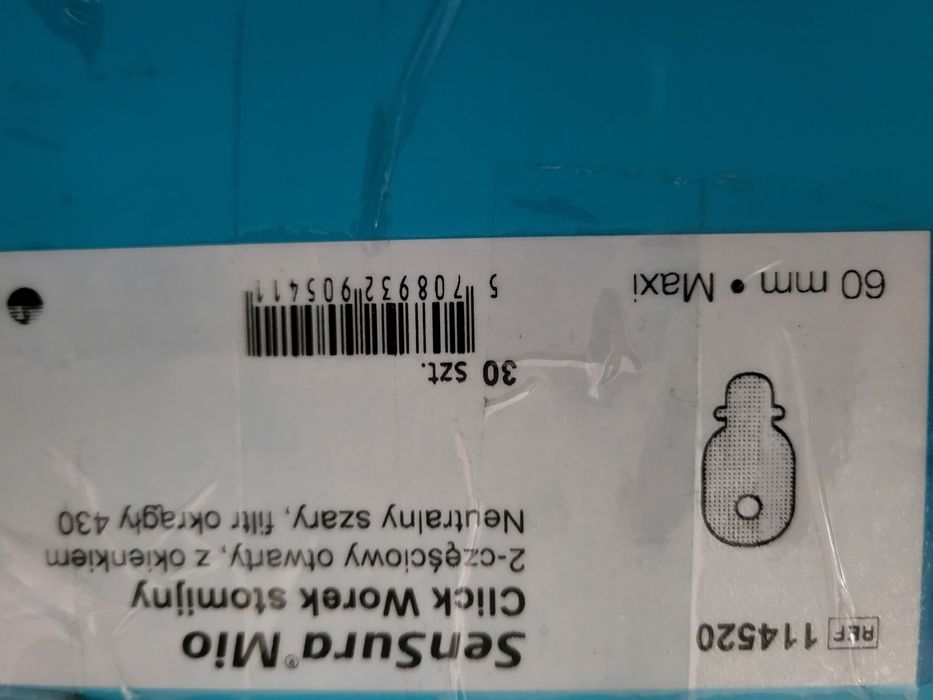 REF 114520
SenSura® Mio
Click Worek stomijny
2-częściowy otwarty, z okienkiem
Neutralny szary, filtr okrągły 430
30 szt.
5 708932 905411
60 mm • Maxi